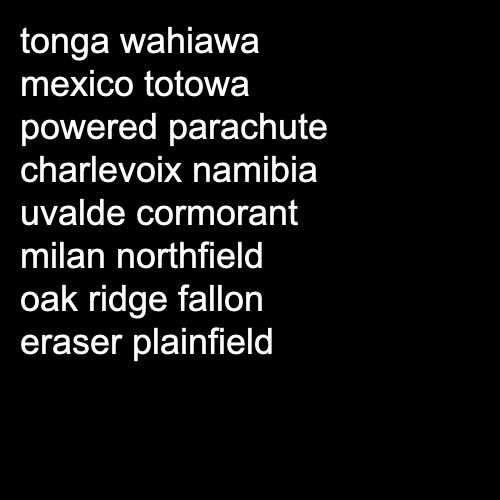 tonga wahiawa
mexico totowa
powered parachute
charlevoix namibia
uvalde cormorant
milan northfield
oak ridge fallon
eraser plainfield